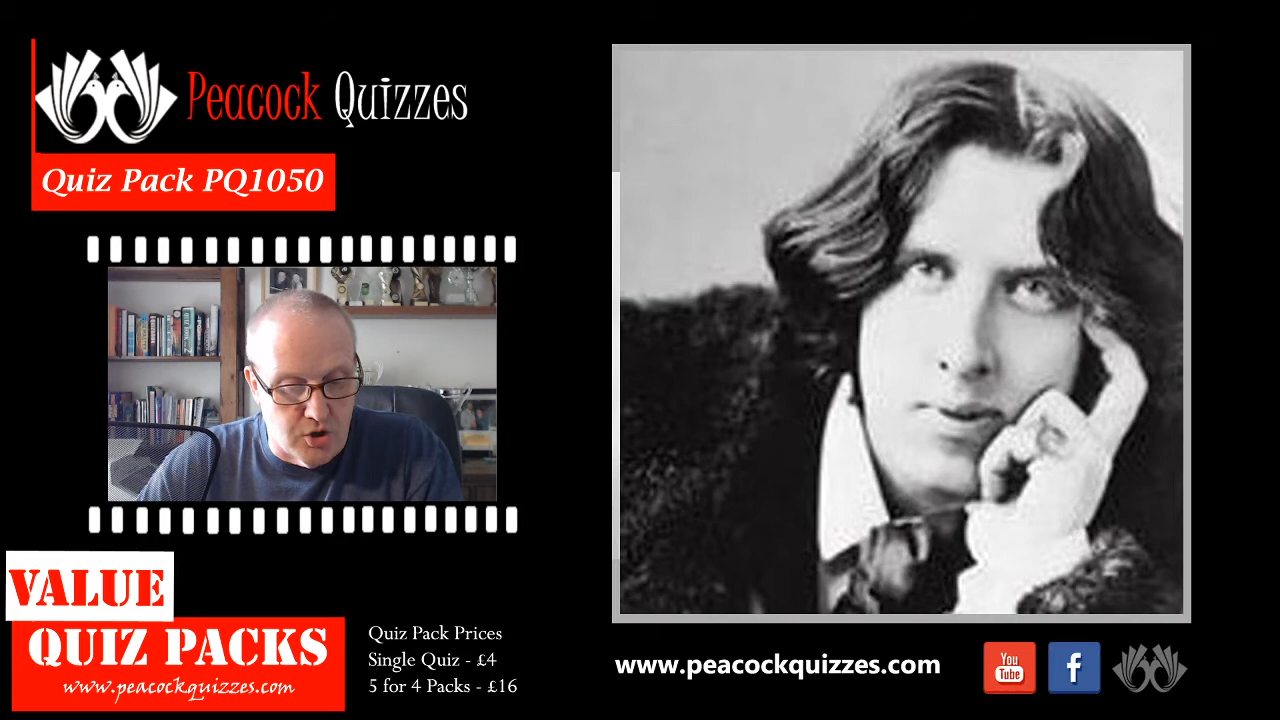 Peacock Quizzes
Quiz Pack PQ1050
VALUE
QUIZ PACKS
www.peacockquizzes.com
Quiz Pack Prices
Single Quiz - £4
5 for 4 Packs - £16
www.peacockquizzes.com
You
Tube
f